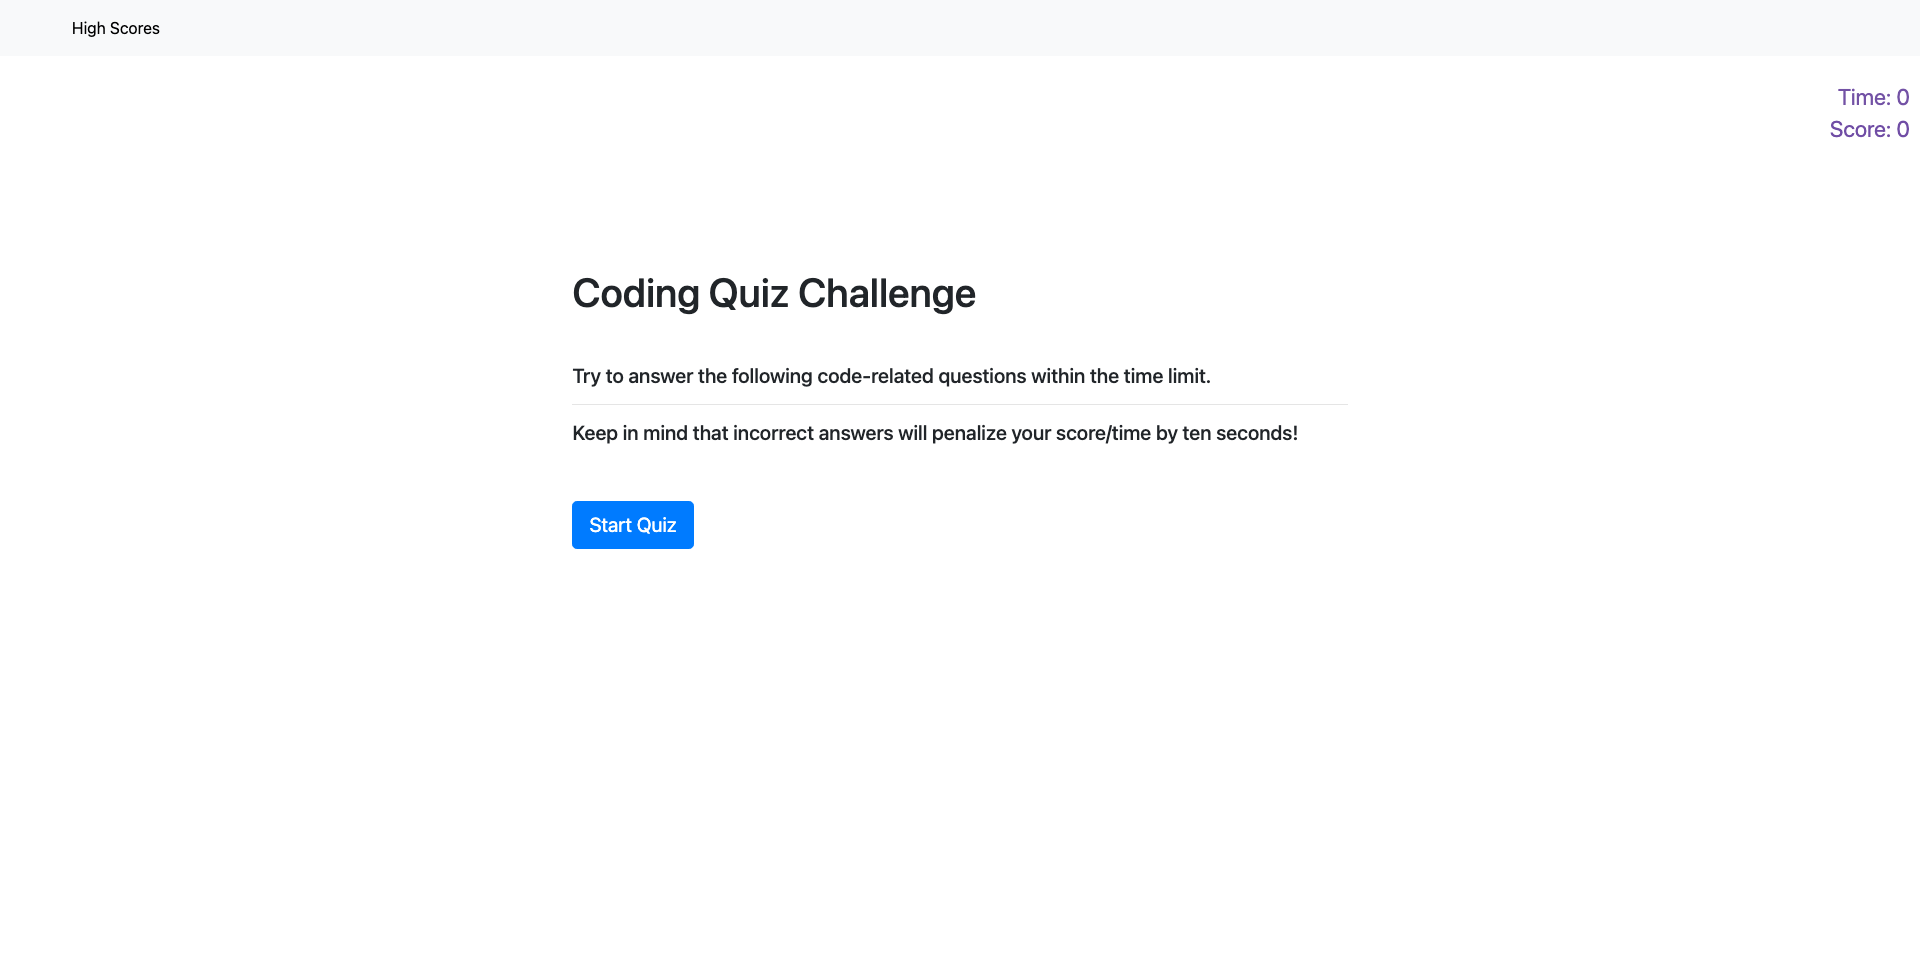 High Scores
Time: 0
Score: 0
Coding Quiz Challenge
Try to answer the following code-related questions within the time limit.
Keep in mind that incorrect answers will penalize your score/time by ten seconds!
Start Quiz